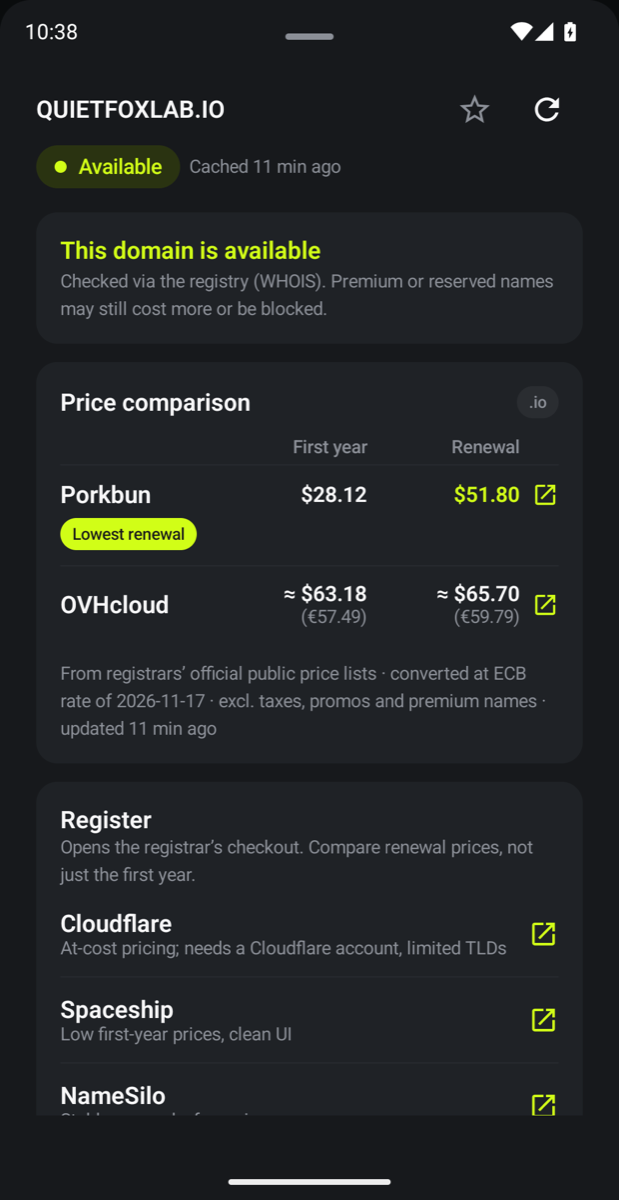 10:38
QUIETFOXLAB.IO
Available Cached 11 min ago
This domain is available
Checked via the registry (WHOIS). Premium or reserved names
may still cost more or be blocked.
Price comparison .io
First year Renewal
Porkbun $28.12 $51.80
Lowest renewal
OVHcloud ≈ $63.18 ≈ $65.70
(€57.49) (€59.79)
From registrars’ official public price lists · converted at ECB
rate of 2026-11-17 · excl. taxes, promos and premium names ·
updated 11 min ago
Register
Opens the registrar’s checkout. Compare renewal prices, not
just the first year.
Cloudflare
At-cost pricing; needs a Cloudflare account, limited TLDs
Spaceship
Low first-year prices, clean UI
NameSilo